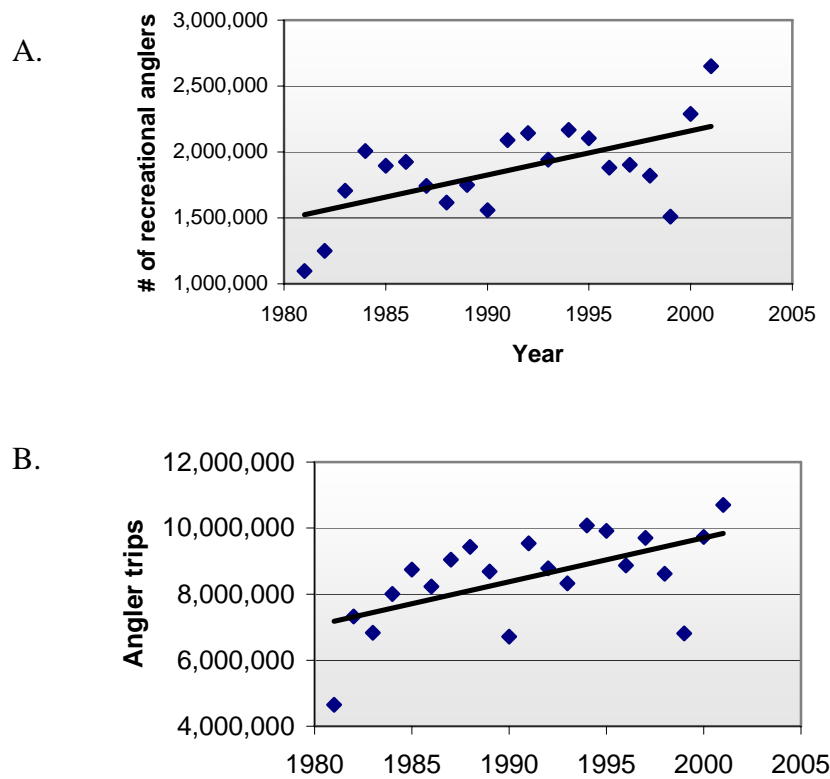 A.
# of recreational anglers
3,000,000
2,500,000
2,000,000
1,500,000
1,000,000
1980 1985 1990 1995 2000 2005
Year
B.
Angler trips
12,000,000
10,000,000
8,000,000
6,000,000
4,000,000
1980 1985 1990 1995 2000 2005